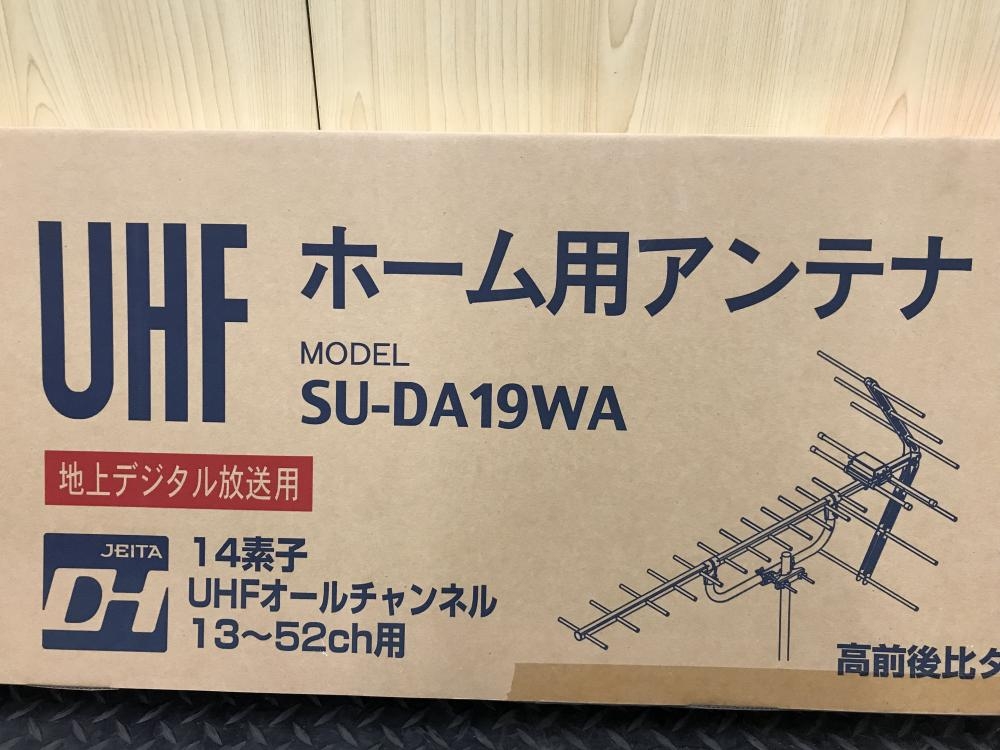 UHF ホーム用アンテナ
MODEL
SU-DA19WA
地上デジタル放送用
JEITA
DH
14素子
UHFオールチャンネル
13～52ch用
高前後比タ